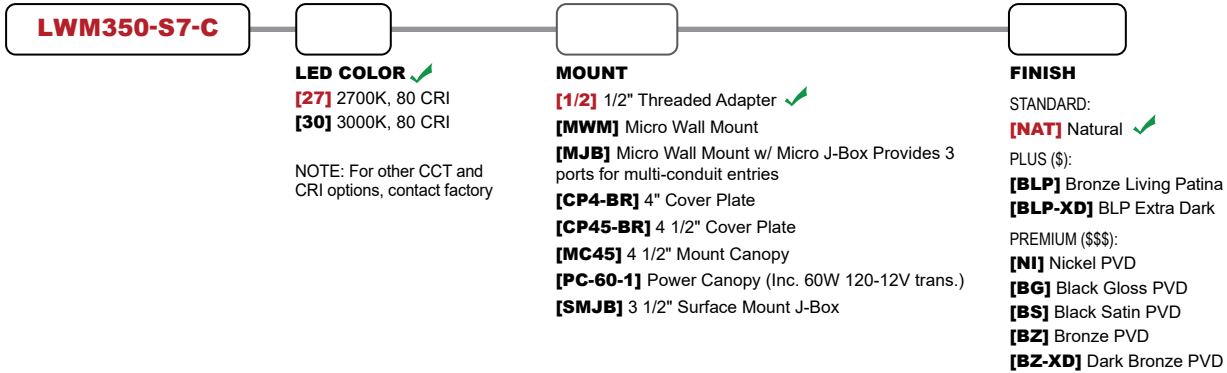 LWM350-S7-C
LED COLOR
[27] 2700K, 80 CRI
[30] 3000K, 80 CRI
NOTE: For other CCT and
CRI options, contact factory
MOUNT
[1/2] 1/2" Threaded Adapter
[MWM] Micro Wall Mount
[MJB] Micro Wall Mount w/ Micro J-Box Provides 3
ports for multi-conduit entries
[CP4-BR] 4" Cover Plate
[CP45-BR] 4 1/2" Cover Plate
[MC45] 4 1/2" Mount Canopy
[PC-60-1] Power Canopy (Inc. 60W 120-12V trans.)
[SMJB] 3 1/2" Surface Mount J-Box
FINISH
STANDARD:
[NAT] Natural
PLUS ($):
[BLP] Bronze Living Patina
[BLP-XD] BLP Extra Dark
PREMIUM ($$$):
[NI] Nickel PVD
[BG] Black Gloss PVD
[BS] Black Satin PVD
[BZ] Bronze PVD
[BZ-XD] Dark Bronze PVD